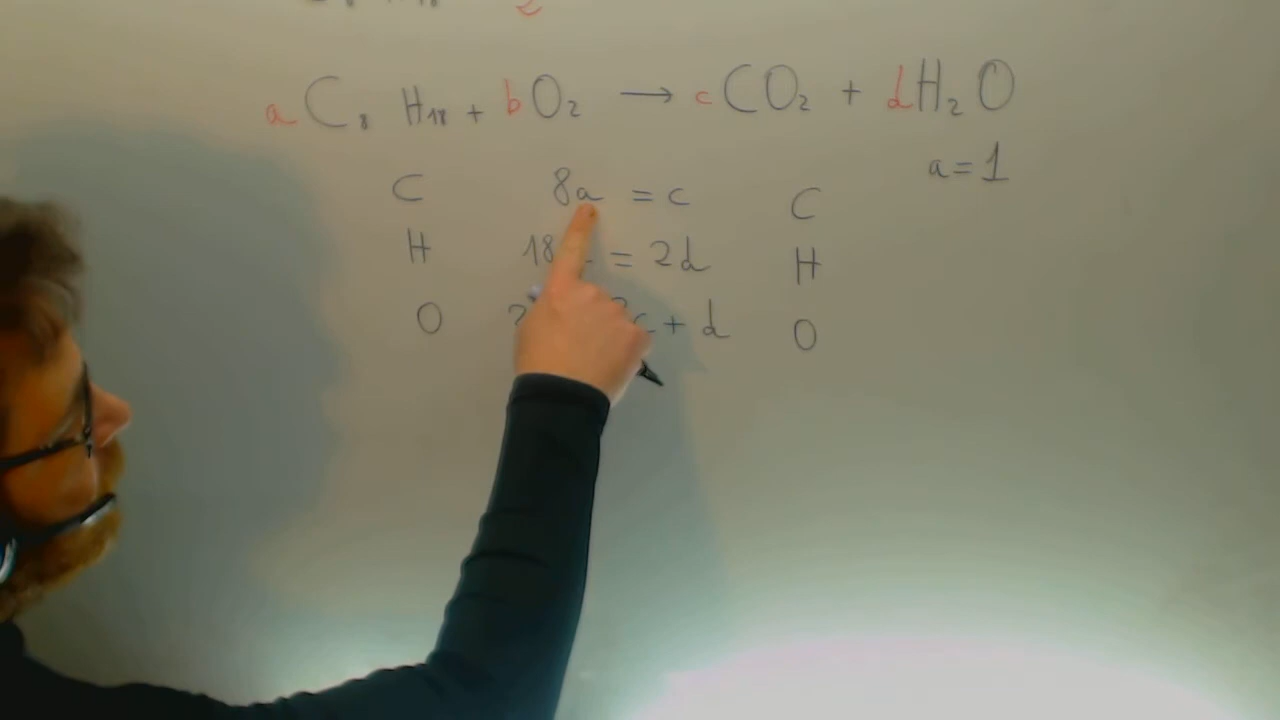 a C₈ H₁₈ + b O₂ → c CO₂ + d H₂O
a = 1
C 8a = c C
H 18 = 2d H
O c + d O